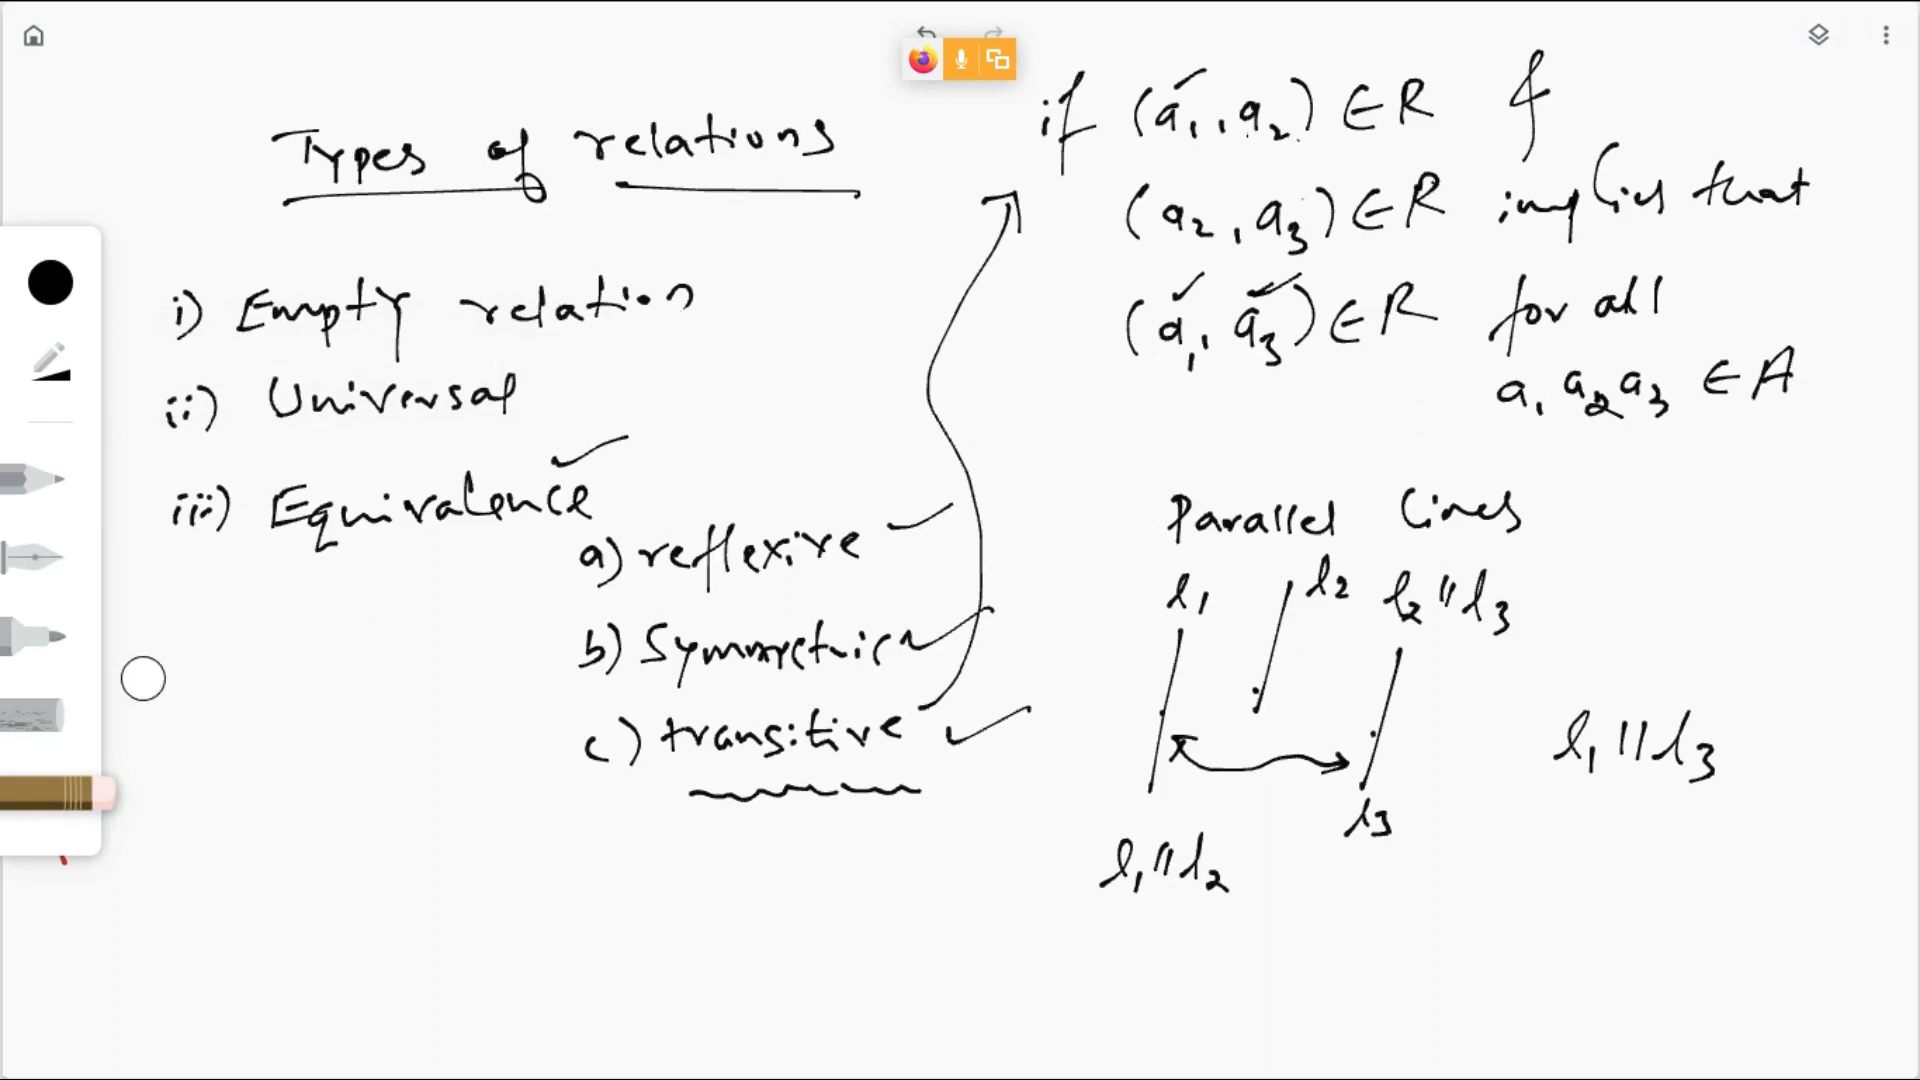 Types of relations
i) Empty relation
ii) Universal
iii) Equivalence
a) reflexive
b) Symmetric
c) transitive
if (a₁, a₂) ∈ R &
(a₂, a₃) ∈ R implies that
(a₁, a₃) ∈ R for all
a₁ a₂ a₃ ∈ A
Parallel lines
l₁ l₂ l₂ || l₃
l₁ || l₃
l₃
l₁ || l₂